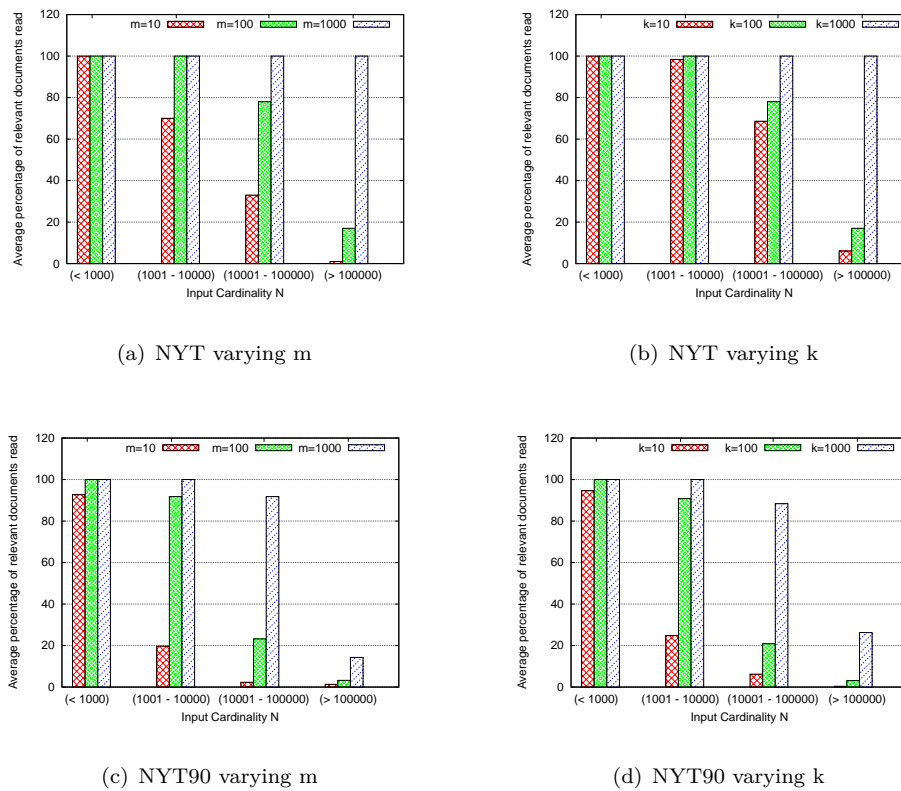 m=10 m=100 m=1000
120
100
80
60
40
20
0
Average percentage of relevant documents read
(< 1000) (1001 - 10000) (10001 - 100000) (> 100000)
Input Cardinality N
(a) NYT varying m
k=10 k=100 k=1000
120
100
80
60
40
20
0
Average percentage of relevant documents read
(< 1000) (1001 - 10000) (10001 - 100000) (> 100000)
Input Cardinality N
(b) NYT varying k
m=10 m=100 m=1000
120
100
80
60
40
20
0
Average percentage of relevant documents read
(< 1000) (1001 - 10000) (10001 - 100000) (> 100000)
Input Cardinality N
(c) NYT90 varying m
k=10 k=100 k=1000
120
100
80
60
40
20
0
Average percentage of relevant documents read
(< 1000) (1001 - 10000) (10001 - 100000) (> 100000)
Input Cardinality N
(d) NYT90 varying k